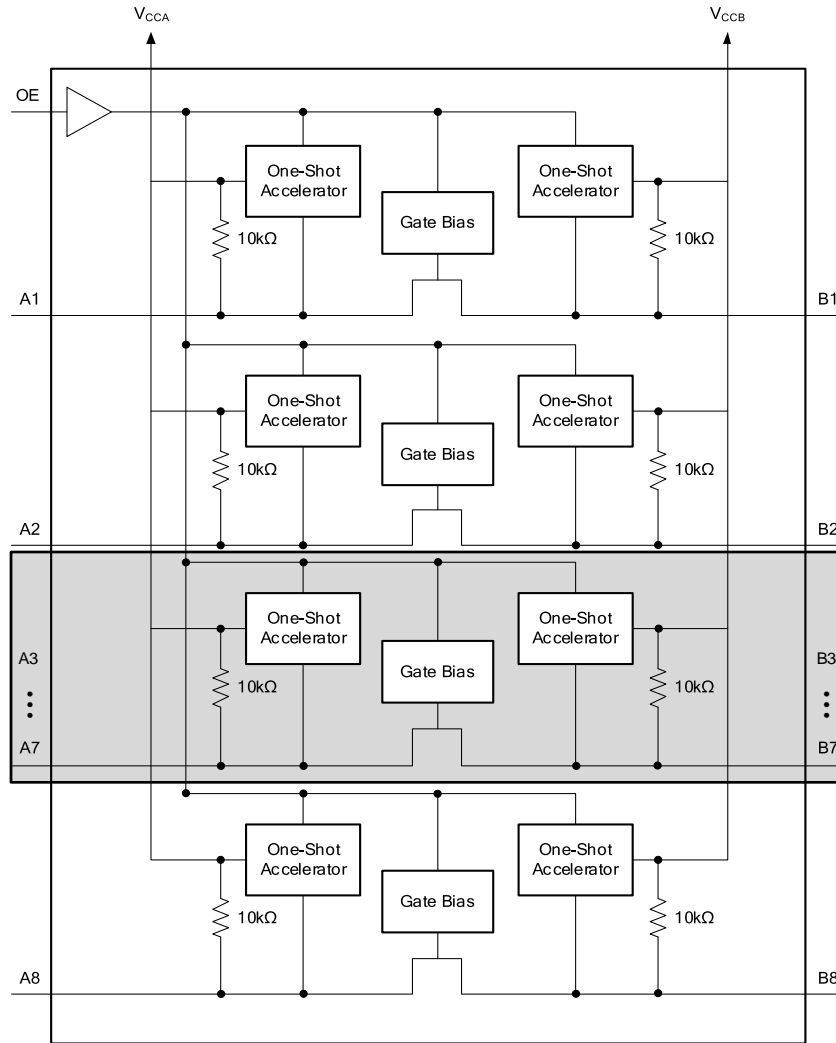 VCCA VCCB
OE
One-Shot Accelerator
One-Shot Accelerator
Gate Bias
10kΩ
10kΩ
A1
B1
One-Shot Accelerator
One-Shot Accelerator
Gate Bias
10kΩ
10kΩ
A2
B2
One-Shot Accelerator
One-Shot Accelerator
Gate Bias
A3
B3
10kΩ
10kΩ
A7
B7
One-Shot Accelerator
One-Shot Accelerator
Gate Bias
10kΩ
10kΩ
A8
B8